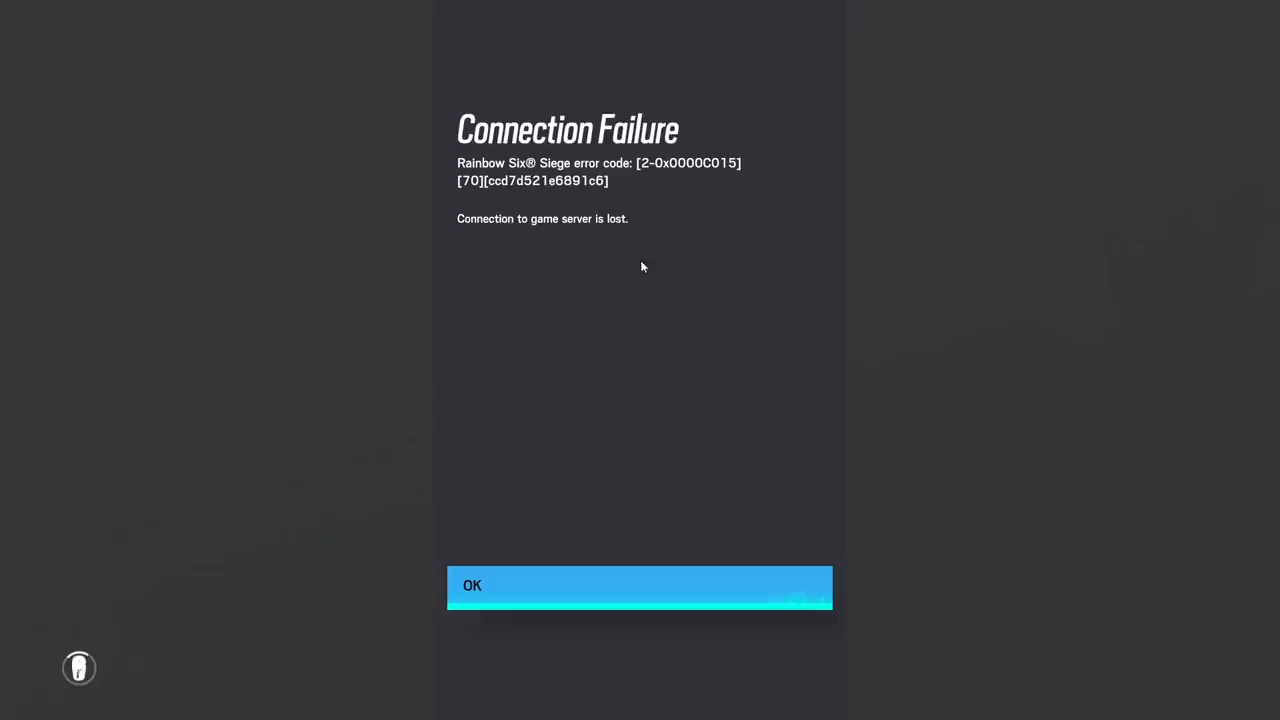 Connection Failure
Rainbow Six® Siege error code: [2-0x0000C015]
[70][ccd7d521e6891c6]
Connection to game server is lost.
OK